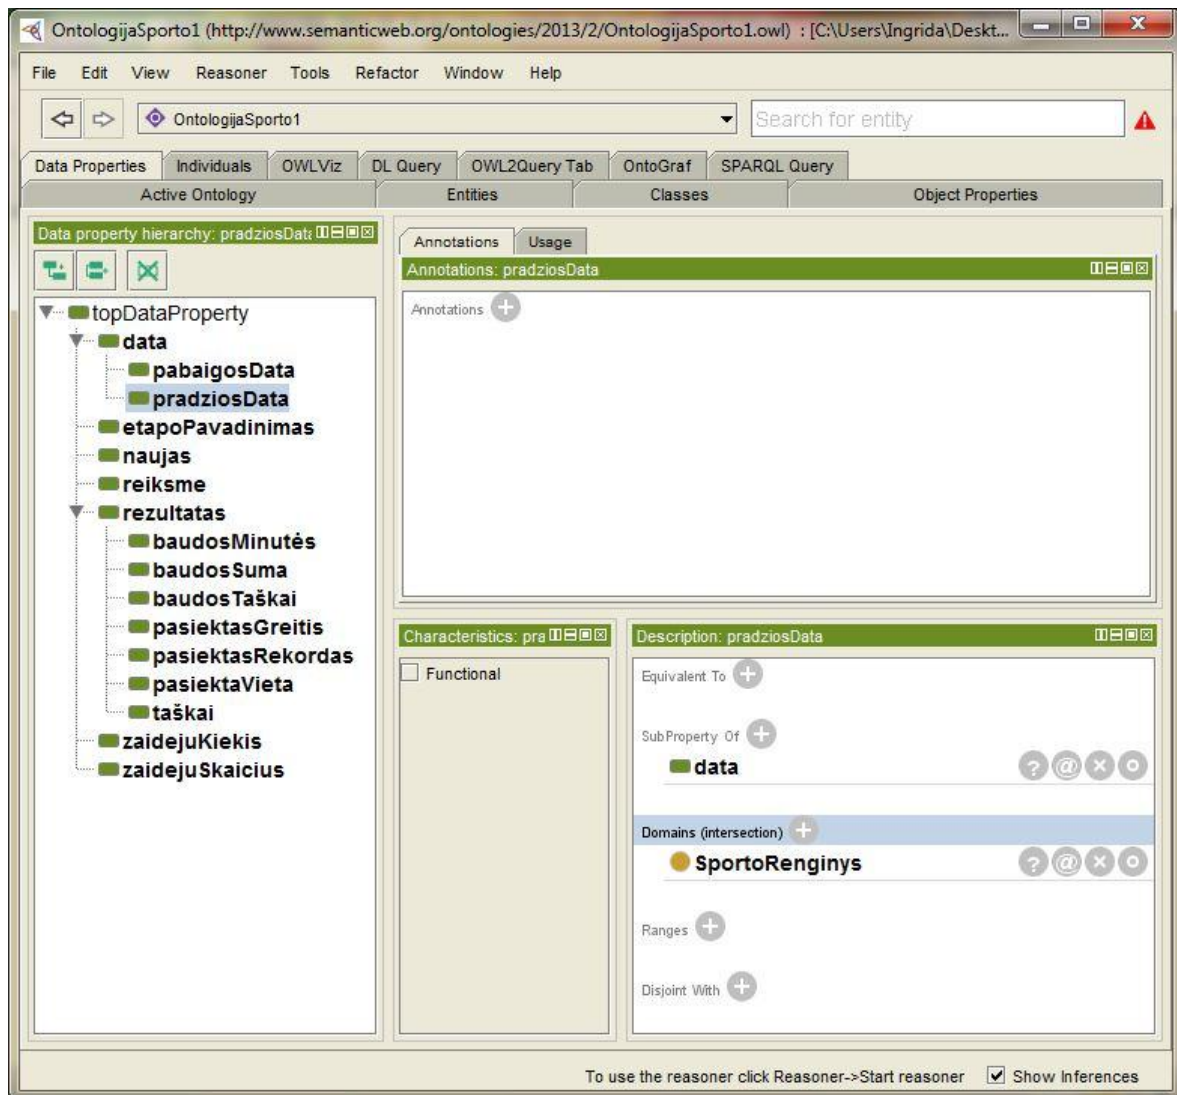 OntologijaSporto1 (http://www.semanticweb.org/ontologies/2013/2/OntologijaSporto1.owl) : [C:\Users\Ingrida\Deskt...
File Edit View Reasoner Tools Refactor Window Help
OntologijaSporto1
Search for entity
Data Properties Individuals OWLViz DL Query OWL2Query Tab OntoGraf SPARQL Query
Active Ontology Entities Classes Object Properties
Data property hierarchy: pradziosData
topDataProperty
data
pabaigosData
pradziosData
etapoPavadinimas
naujas
reiksme
rezultatas
baudosMinutės
baudosSuma
baudosTaškai
pasiektasGreitis
pasiektasRekordas
pasiektaVieta
taškai
zaidejuKiekis
zaidejuSkaicius
Annotations Usage
Annotations: pradziosData
Annotations
Characteristics: pra
Functional
Description: pradziosData
Equivalent To
SubProperty Of
data
Domains (intersection)
SportoRenginys
Ranges
Disjoint With
To use the reasoner click Reasoner->Start reasoner Show Inferences